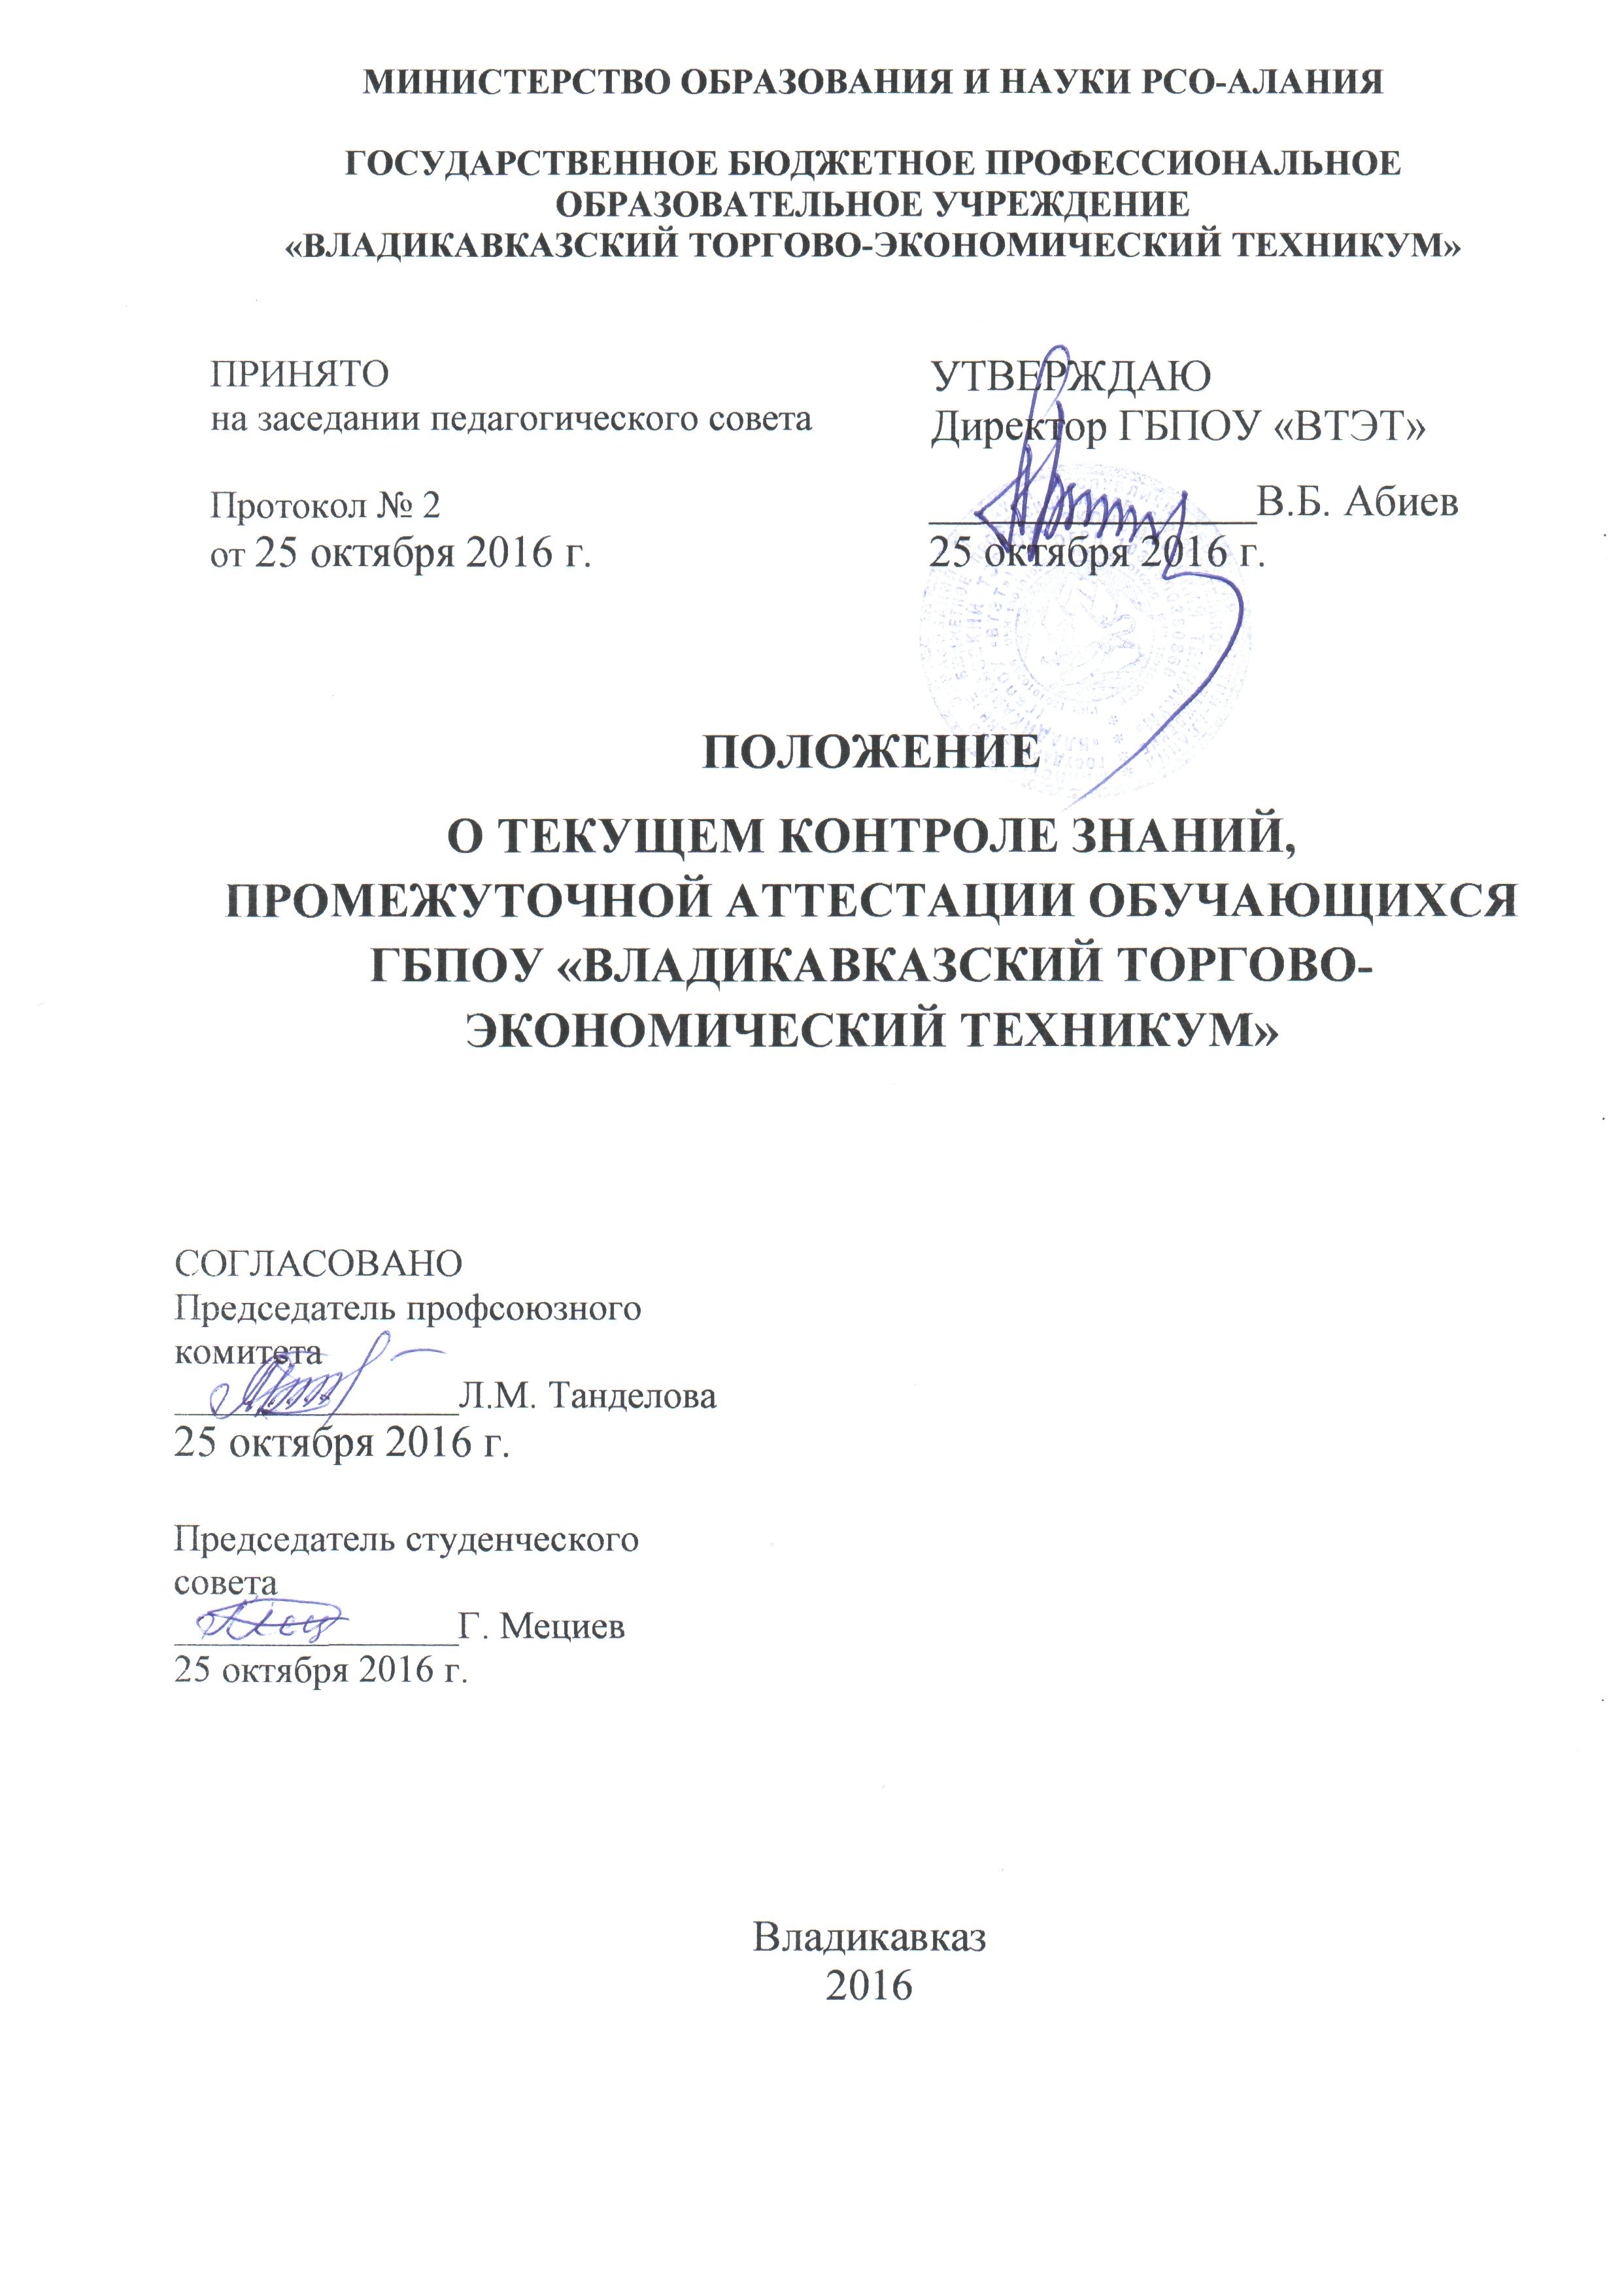 МИНИСТЕРСТВО ОБРАЗОВАНИЯ И НАУКИ РСО-АЛАНИЯ
ГОСУДАРСТВЕННОЕ БЮДЖЕТНОЕ ПРОФЕССИОНАЛЬНОЕ
ОБРАЗОВАТЕЛЬНОЕ УЧРЕЖДЕНИЕ
«ВЛАДИКАВКАЗСКИЙ ТОРГОВО-ЭКОНОМИЧЕСКИЙ ТЕХНИКУМ»
ПРИНЯТО
на заседании педагогического совета
Протокол № 2
от 25 октября 2016 г.
УТВЕРЖДАЮ
Директор ГБПОУ «ВТЭТ»
В.Б. Абиев
25 октября 2016 г.
ПОЛОЖЕНИЕ
О ТЕКУЩЕМ КОНТРОЛЕ ЗНАНИЙ,
ПРОМЕЖУТОЧНОЙ АТТЕСТАЦИИ ОБУЧАЮЩИХСЯ
ГБПОУ «ВЛАДИКАВКАЗСКИЙ ТОРГОВО-
ЭКОНОМИЧЕСКИЙ ТЕХНИКУМ»
СОГЛАСОВАНО
Председатель профсоюзного
комитета
Л.М. Танделова
25 октября 2016 г.
Председатель студенческого
совета
Г. Мециев
25 октября 2016 г.
Владикавказ
2016